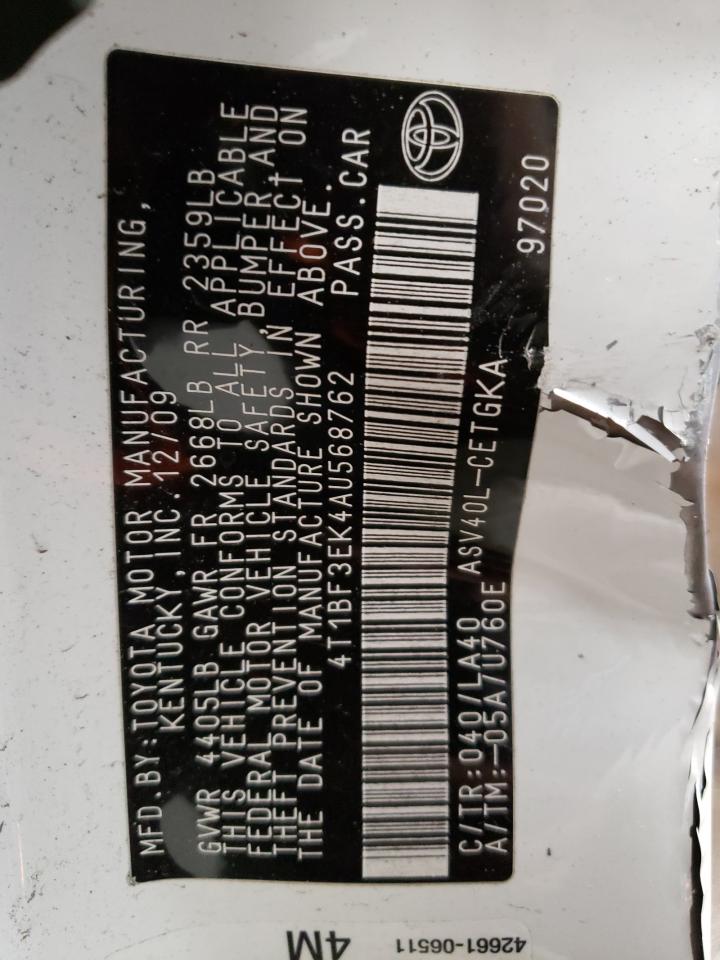 MFD.BY:TOYOTA MOTOR MANUFACTURING,
KENTUCKY, INC. 12/09
GVWR 4405LB GAWR FR 2668LB RR 2359LB
THIS VEHICLE CONFORMS TO ALL APPLICABLE
FEDERAL MOTOR VEHICLE SAFETY, BUMPER, AND
THEFT PREVENTION STANDARDS IN EFFECT ON
THE DATE OF MANUFACTURE SHOWN ABOVE.
4T1BF3EK4AU568762 PASS.CAR
C/TR:040/LA40 ASV40L-CETGKA
A/TM:-05A/U760E 97020
42661-06511
4M